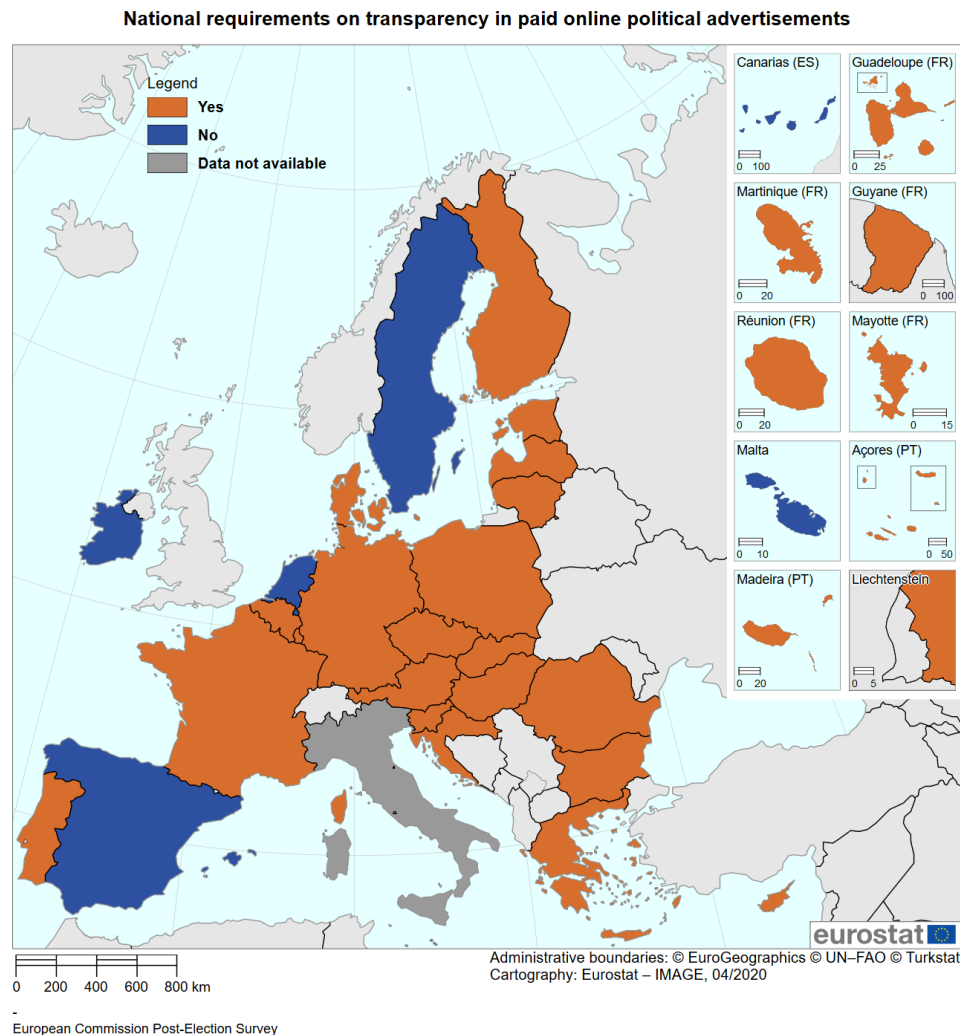 National requirements on transparency in paid online political advertisements
Legend
Yes
No
Data not available
Canarias (ES)
0 100
Guadeloupe (FR)
0 25
Martinique (FR)
0 20
Guyane (FR)
0 100
Réunion (FR)
0 20
Mayotte (FR)
0 15
Malta
0 10
Açores (PT)
0 50
Madeira (PT)
0 20
Liechtenstein
0 5
eurostat
Administrative boundaries: © EuroGeographics © UN–FAO © Turkstat
Cartography: Eurostat – IMAGE, 04/2020
0 200 400 600 800 km
-
European Commission Post-Election Survey